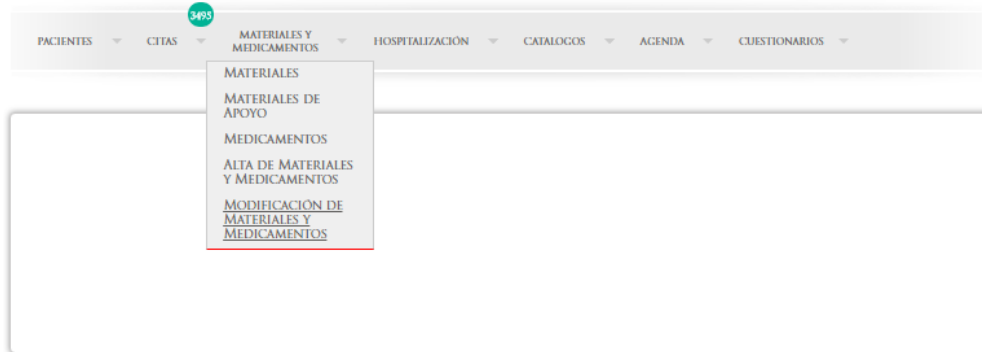 3495
PACIENTES CITAS MATERIALES Y MEDICAMENTOS HOSPITALIZACIÓN CATALOGOS AGENDA CUESTIONARIOS
MATERIALES
MATERIALES DE
APOYO
MEDICAMENTOS
ALTA DE MATERIALES
Y MEDICAMENTOS
MODIFICACIÓN DE
MATERIALES Y
MEDICAMENTOS